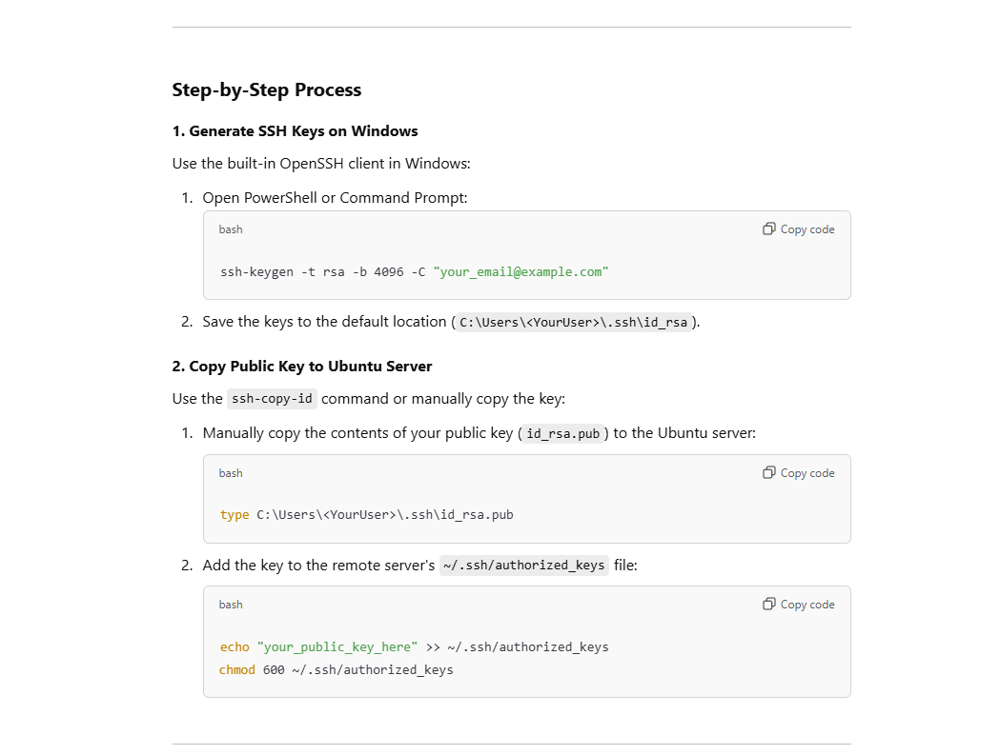 Step-by-Step Process
1. Generate SSH Keys on Windows
Use the built-in OpenSSH client in Windows:
1. Open PowerShell or Command Prompt:
bash Copy code
ssh-keygen -t rsa -b 4096 -C "your_email@example.com"
2. Save the keys to the default location (C:\Users\<YourUser>\.ssh\id_rsa).
2. Copy Public Key to Ubuntu Server
Use the ssh-copy-id command or manually copy the key:
1. Manually copy the contents of your public key (id_rsa.pub) to the Ubuntu server:
bash Copy code
type C:\Users\<YourUser>\.ssh\id_rsa.pub
2. Add the key to the remote server's ~/.ssh/authorized_keys file:
bash Copy code
echo "your_public_key_here" >> ~/.ssh/authorized_keys
chmod 600 ~/.ssh/authorized_keys